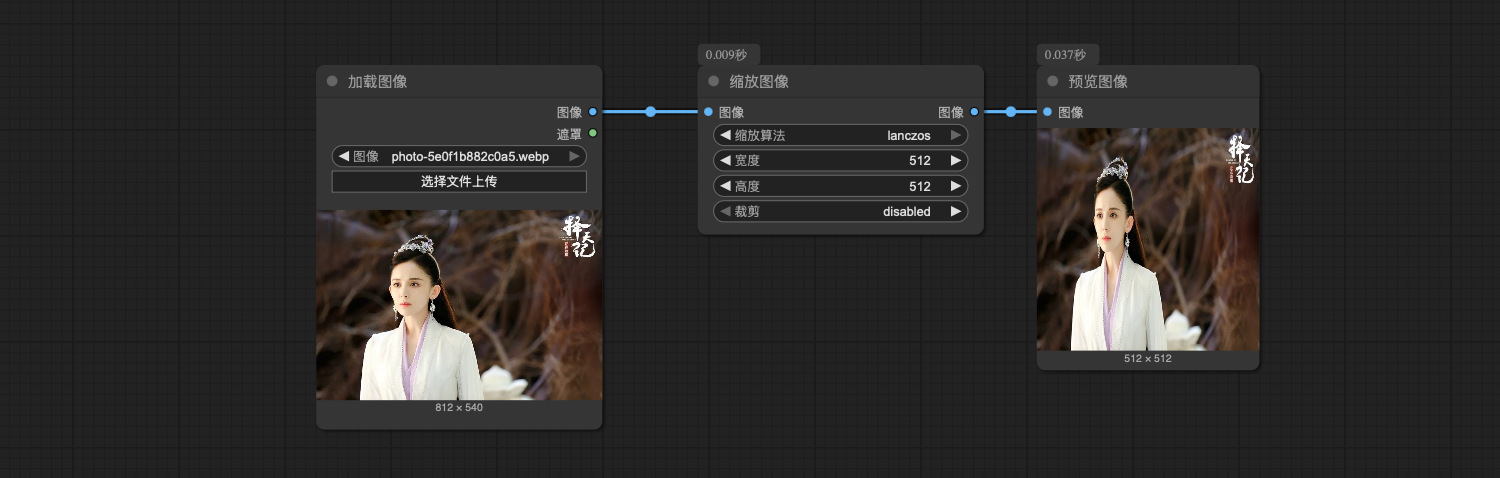 加载图像
图像
遮罩
图像 photo-5e0f1b882c0a5.webp
选择文件上传
择天记
812 × 540
0.009秒
缩放图像
图像 图像
缩放算法 lanczos
宽度 512
高度 512
裁剪 disabled
0.037秒
预览图像
图像
择天记
512 × 512